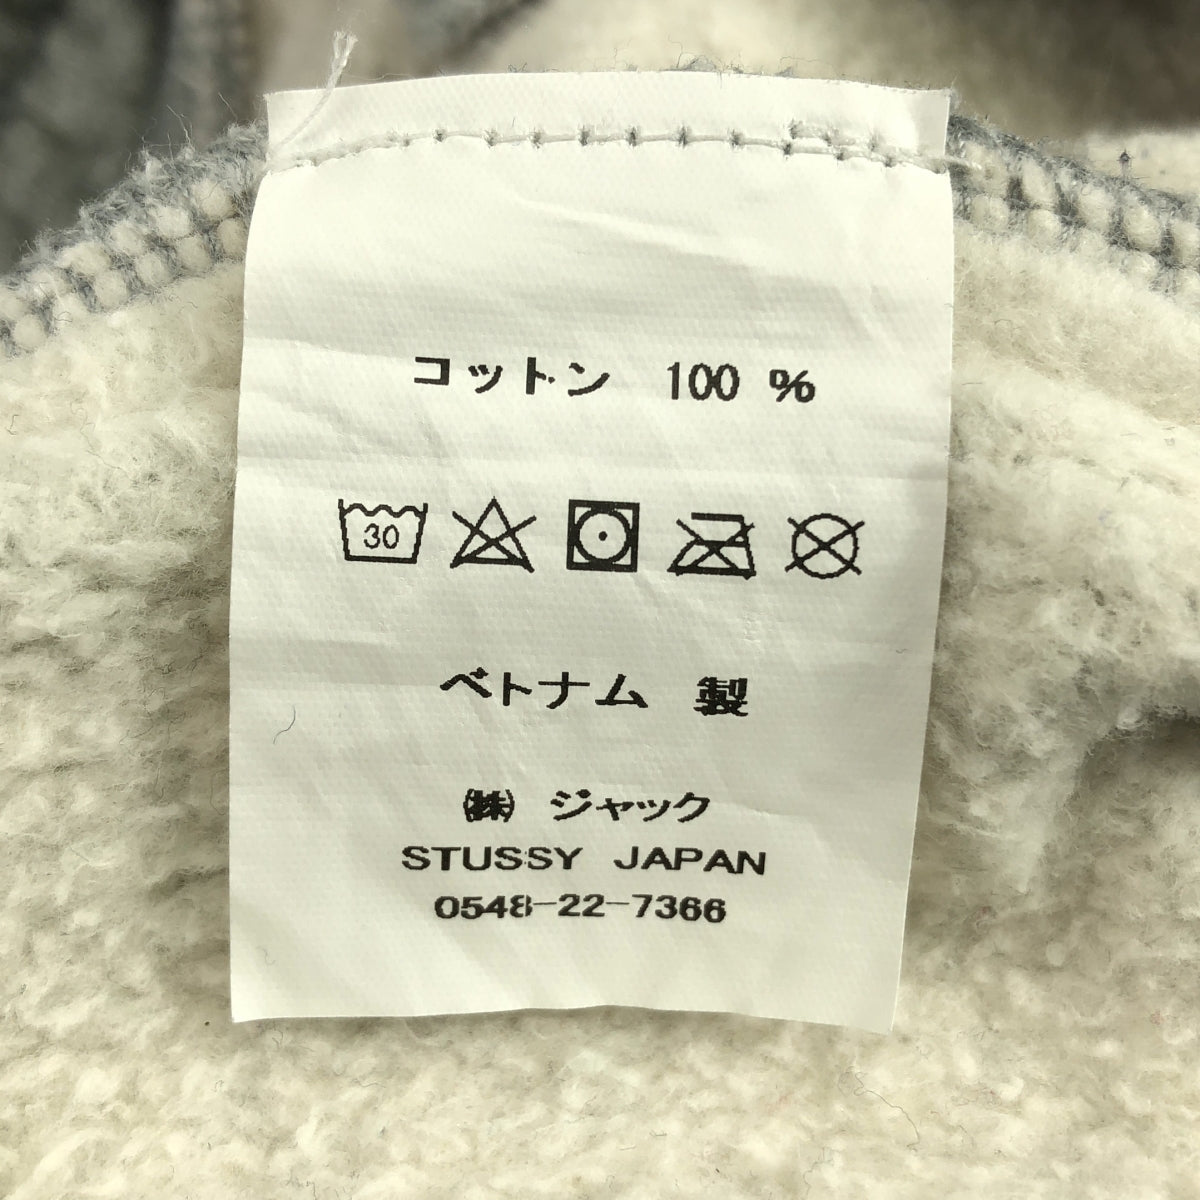 コットン 100 %
30
ベトナム 製
㈱ ジャック
STUSSY JAPAN
0548-22-7366